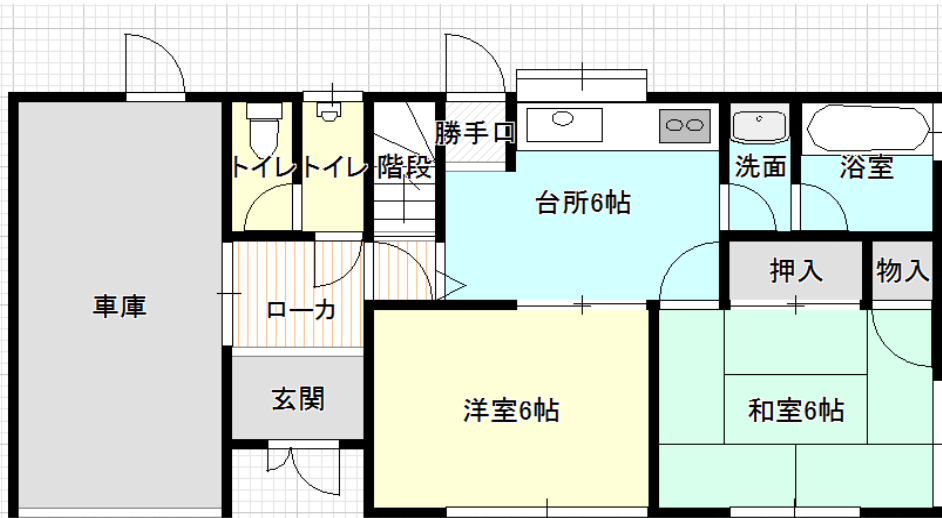 勝手口
トイレ
トイレ
階段
洗面
浴室
台所6帖
押入
物入
車庫
ローカ
玄関
洋室6帖
和室6帖